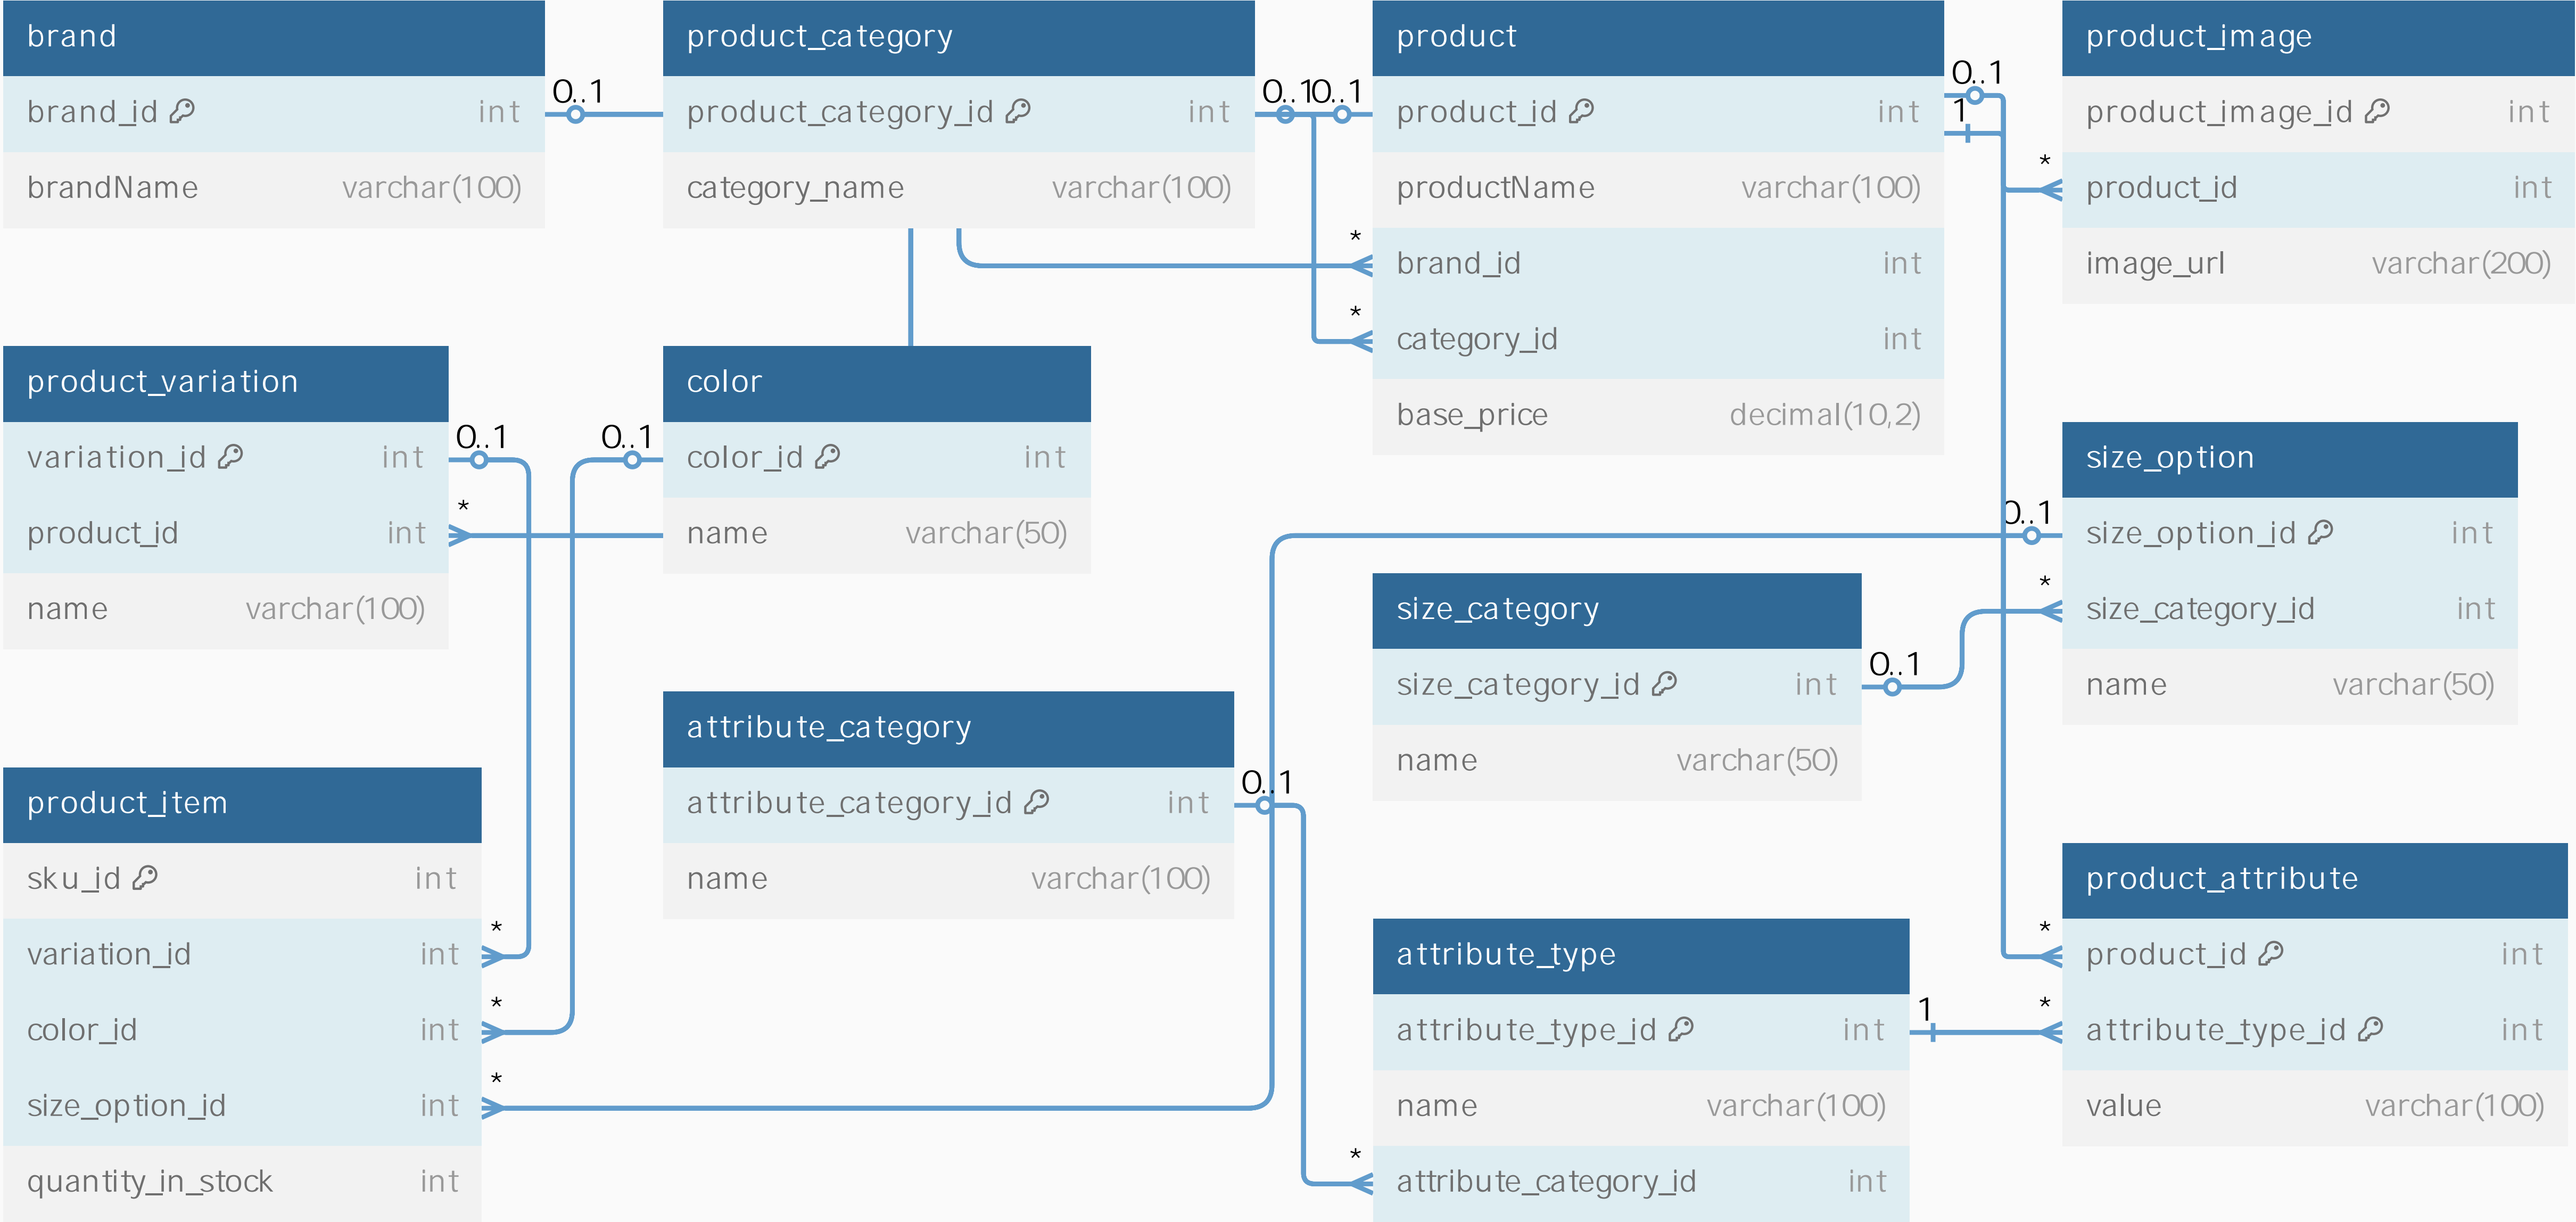 brand
brand_id int
brandName varchar(100)
0..1
product_category
product_category_id int
category_name varchar(100)
0..1
0..1
product
product_id int
productName varchar(100)
* brand_id int
* category_id int
base_price decimal(10,2)
0..1
1
product_image
product_image_id int
* product_id int
image_url varchar(200)
product_variation
variation_id int
0..1
product_id int
*
name varchar(100)
color
0..1
color_id int
name varchar(50)
size_option
0..1
size_option_id int
* size_category_id int
name varchar(50)
size_category
size_category_id int
0..1
name varchar(50)
attribute_category
attribute_category_id int
0..1
name varchar(100)
product_item
sku_id int
variation_id int
*
color_id int
*
size_option_id int
*
quantity_in_stock int
attribute_type
attribute_type_id int
1
name varchar(100)
* attribute_category_id int
product_attribute
* product_id int
* attribute_type_id int
value varchar(100)